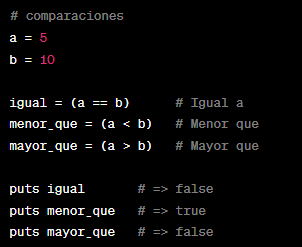 # comparaciones
a = 5
b = 10
igual = (a == b)      # Igual a
menor_que = (a < b)   # Menor que
mayor_que = (a > b)   # Mayor que
puts igual       # => false
puts menor_que   # => true
puts mayor_que   # => false